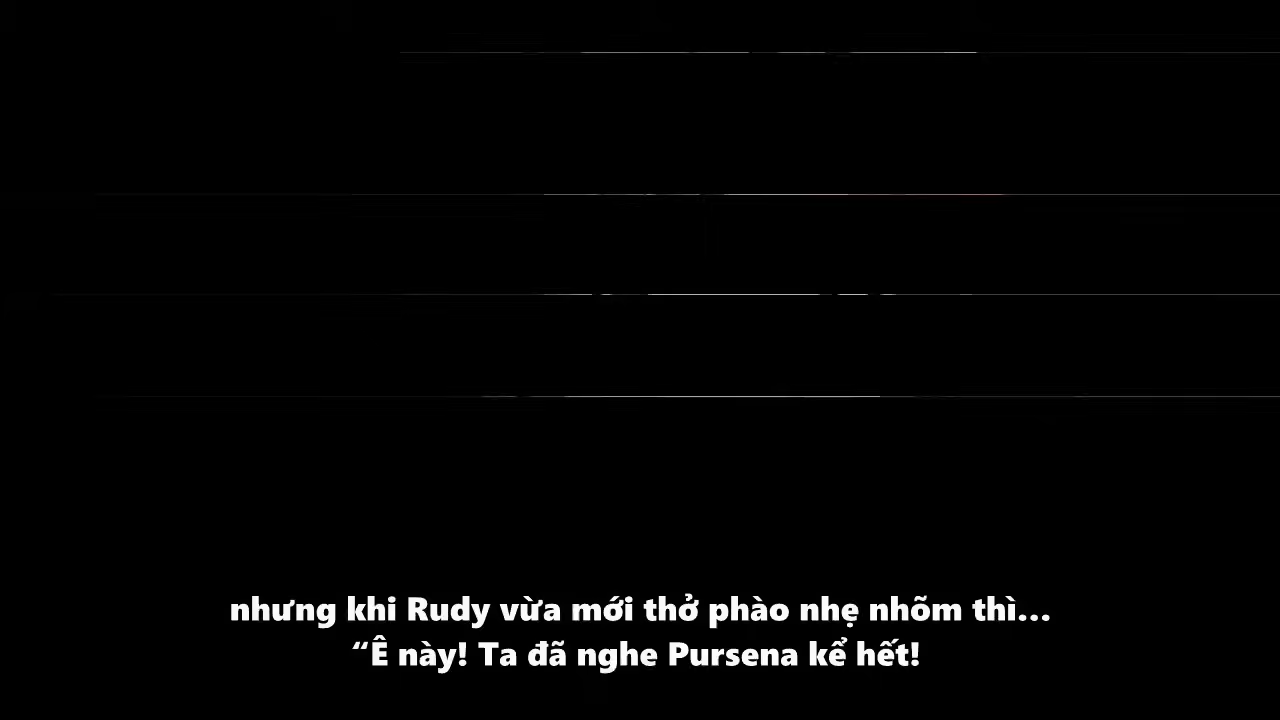 nhưng khi Rudy vừa mới thở phào nhẹ nhõm thì...
“Ê này! Ta đã nghe Pursena kể hết!